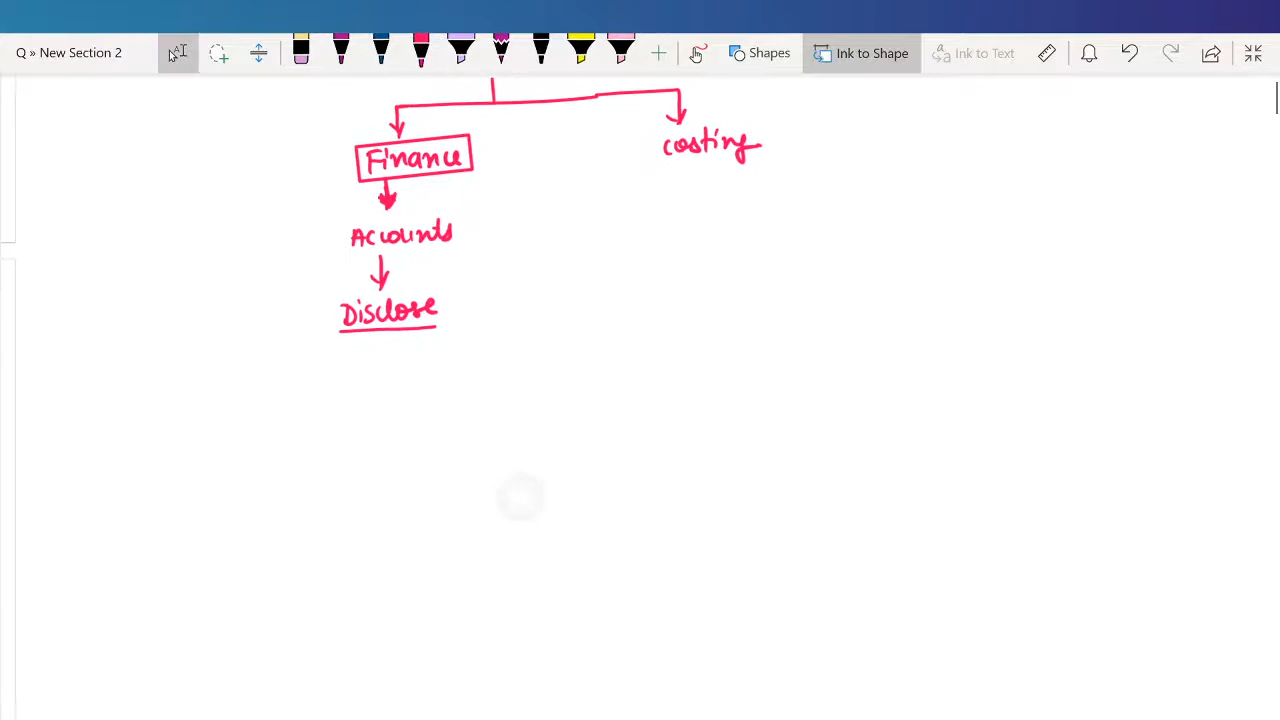 Q » New Section 2
Shapes
Ink to Shape
Ink to Text
Finance
costing
Accounts
Disclose